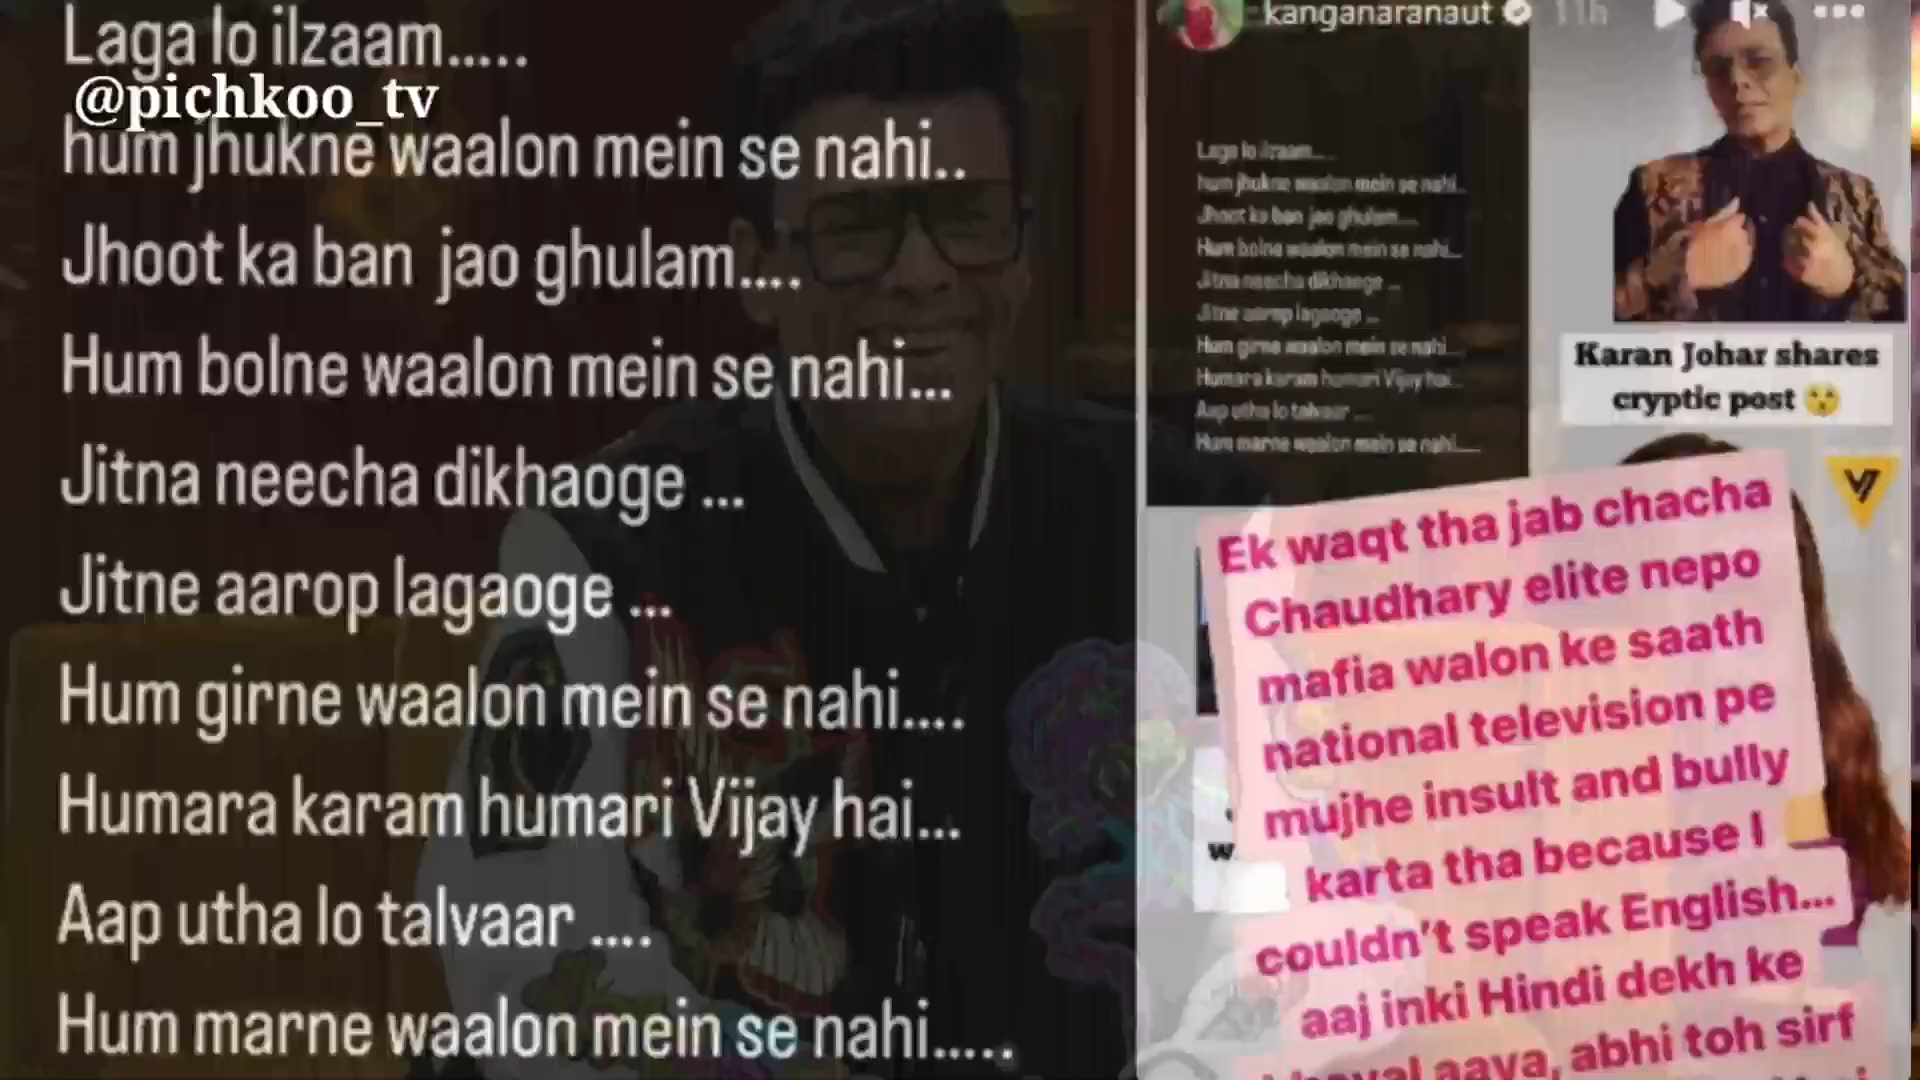 Laga lo ilzaam.....
@pichkoo_tv
hum jhukne waalon mein se nahi..
Jhoot ka ban jao ghulam....
Hum bolne waalon mein se nahi...
Jitna neecha dikhaoge ...
Jitne aarop lagaoge ...
Hum girne waalon mein se nahi....
Humara karam humari Vijay hai...
Aap utha lo talvaar ....
Hum marne waalon mein se nahi.....
kanganaranaut 11h
Laga lo ilzaam....
hum jhukne waalon mein se nahi..
Jhoot ka ban jao ghulam....
Hum bolne waalon mein se nahi...
Jitna neecha dikhaoge ...
Jitne aarop lagaoge ...
Hum girne waalon mein se nahi....
Humara karam humari Vijay hai...
Aap utha lo talvaar ....
Hum marne waalon mein se nahi.....
Karan Johar shares
cryptic post
Ek waqt tha jab chacha
Chaudhary elite nepo
mafia walon ke saath
national television pe
mujhe insult and bully
karta tha because I
couldn't speak English...
aaj inki Hindi dekh ke
aaya, abhi toh sirf